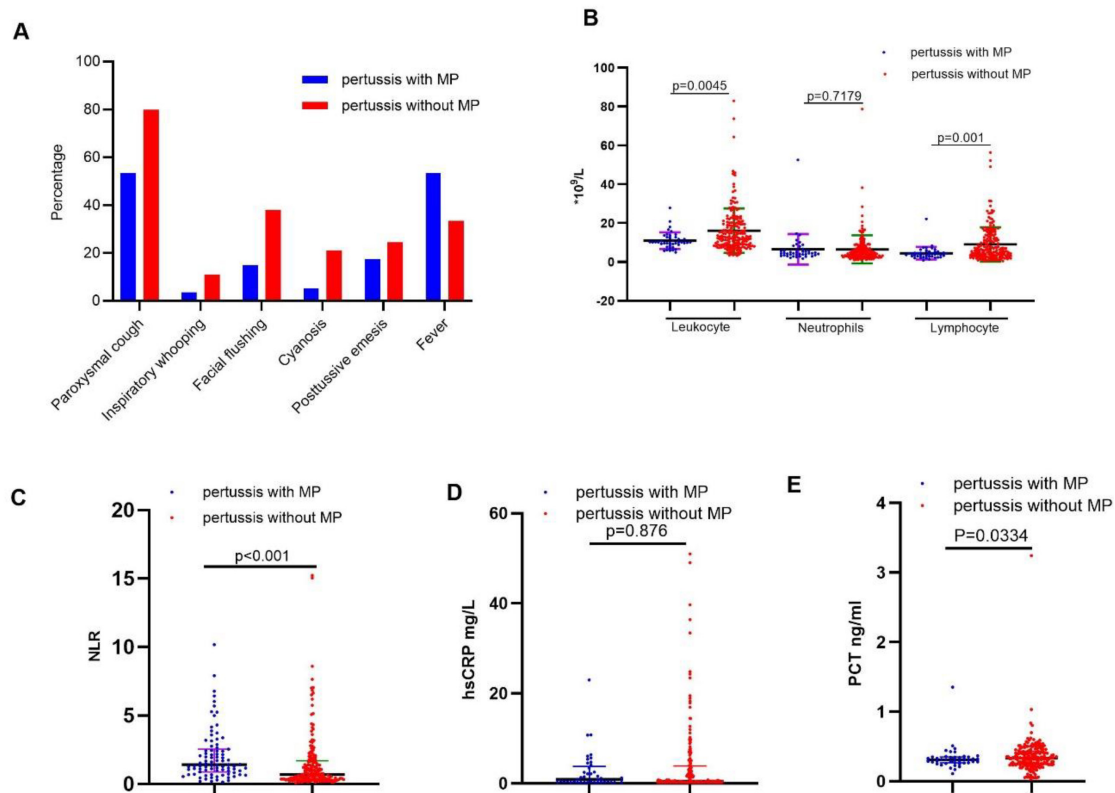 A
100
80
60
40
20
0
Percentage
pertussis with MP
pertussis without MP
Paroxysmal cough
Inspiratory whooping
Facial flushing
Cyanosis
Posttussive emesis
Fever
B
pertussis with MP
pertussis without MP
100
80
60
40
20
0
-20
*10⁹/L
p=0.0045
p=0.7179
p=0.001
Leukocyte
Neutrophils
Lymphocyte
C
pertussis with MP
pertussis without MP
20
15
10
5
0
NLR
p<0.001
D
pertussis with MP
pertussis without MP
60
40
20
0
hsCRP mg/L
p=0.876
E
pertussis with MP
pertussis without MP
4
3
2
1
0
PCT ng/ml
P=0.0334